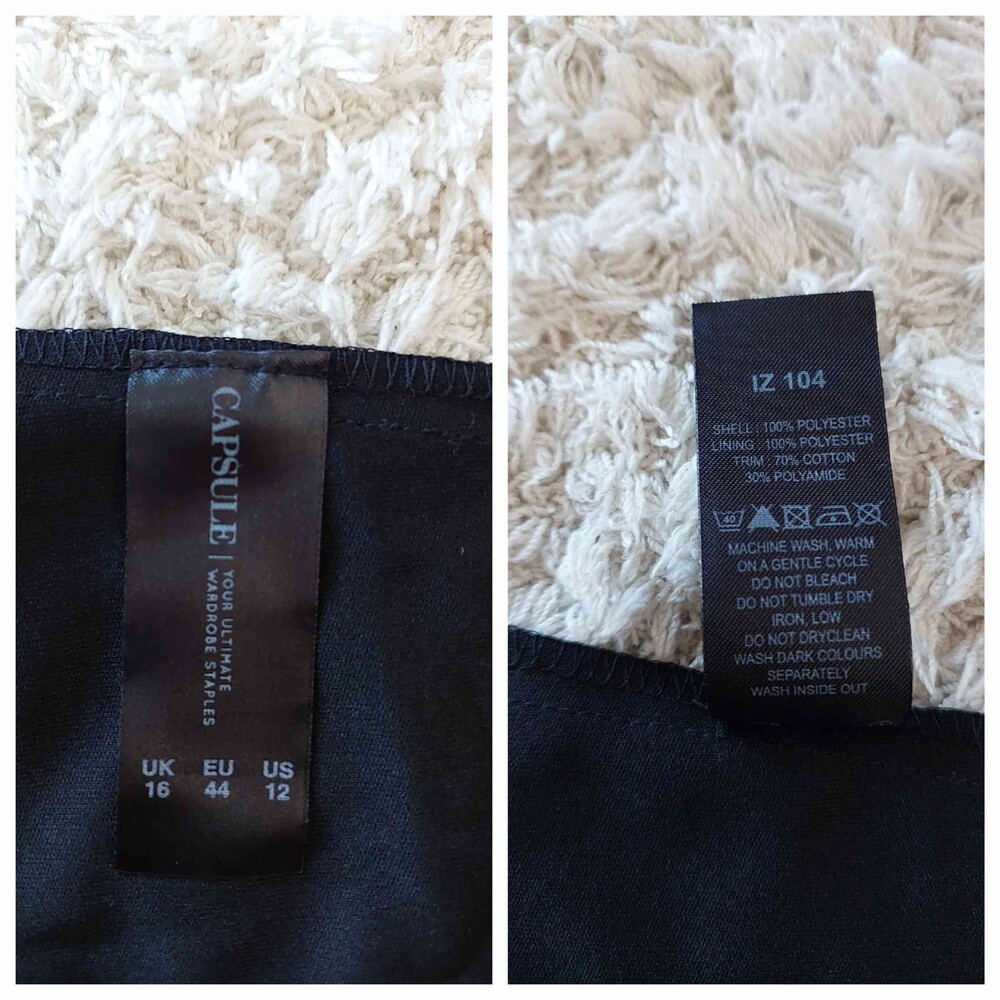 CAPSULE | YOUR ULTIMATE
WARDROBE STAPLES
UK EU US
16 44 12
IZ 104
SHELL: 100% POLYESTER
LINING: 100% POLYESTER
TRIM: 70% COTTON
30% POLYAMIDE
40
MACHINE WASH, WARM
ON A GENTLE CYCLE
DO NOT BLEACH
DO NOT TUMBLE DRY
IRON, LOW
DO NOT DRYCLEAN
WASH DARK COLOURS
SEPARATELY
WASH INSIDE OUT